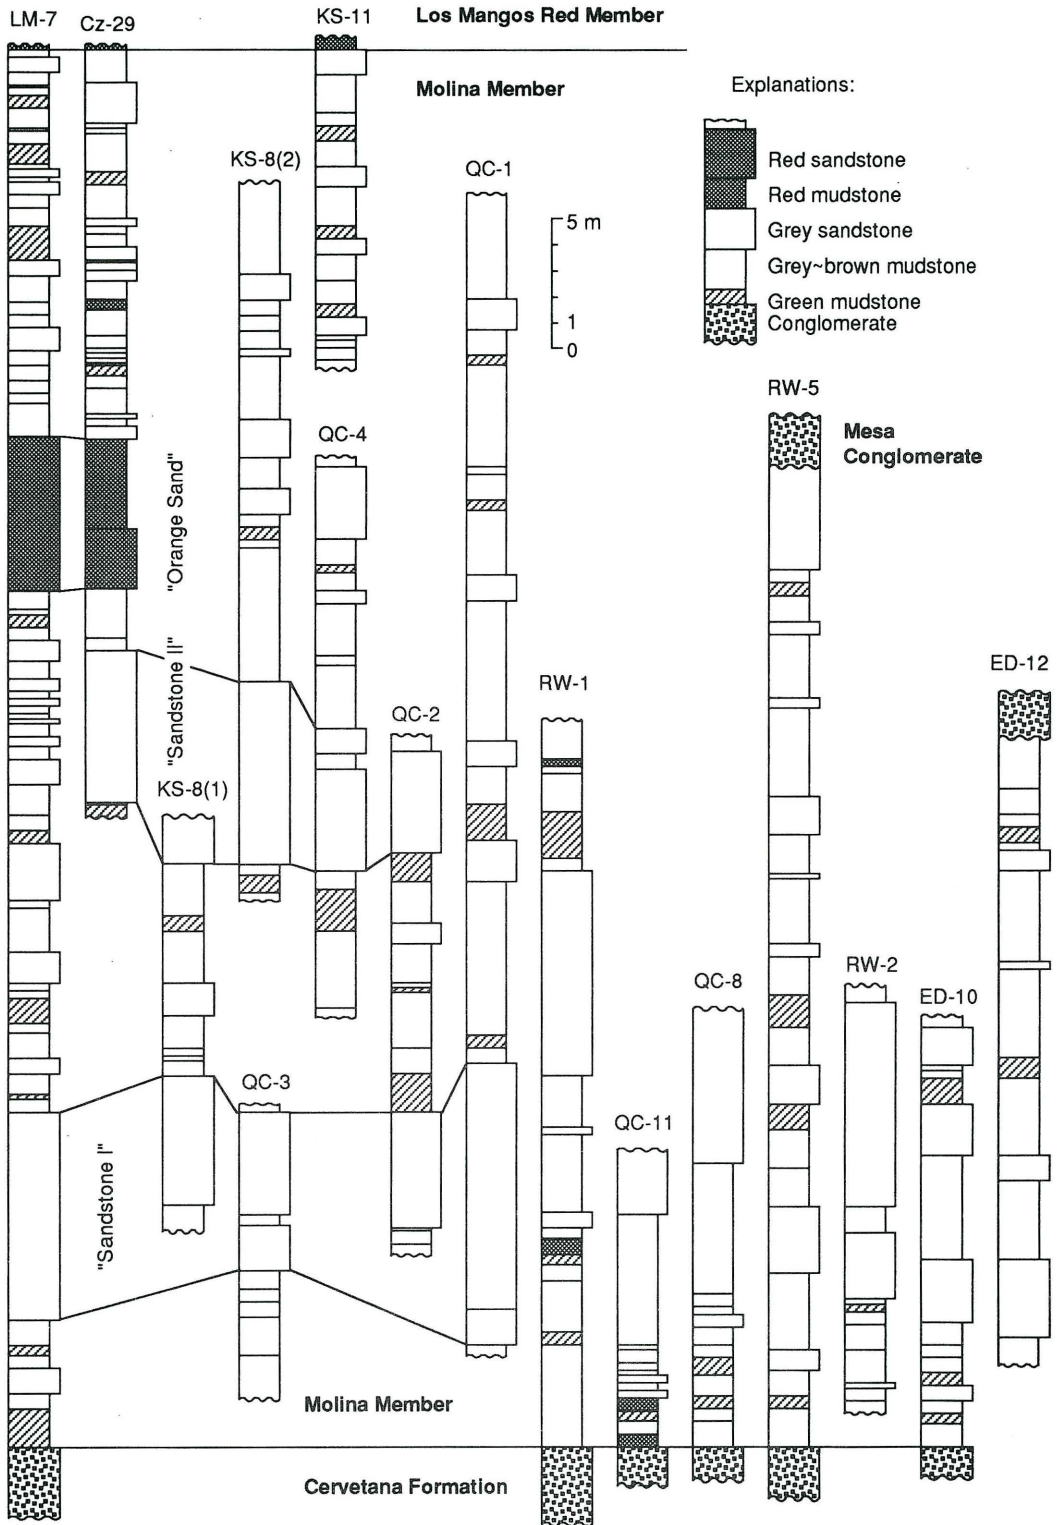 LM-7
Cz-29
KS-11
Los Mangos Red Member
Molina Member
Explanations:
Red sandstone
Red mudstone
Grey sandstone
Grey~brown mudstone
Green mudstone
Conglomerate
KS-8(2)
QC-1
5 m
1
0
QC-4
"Orange Sand"
RW-5
Mesa
Conglomerate
"Sandstone II"
RW-1
ED-12
QC-2
KS-8(1)
RW-2
QC-8
ED-10
QC-3
QC-11
"Sandstone I"
Molina Member
Cervetana Formation